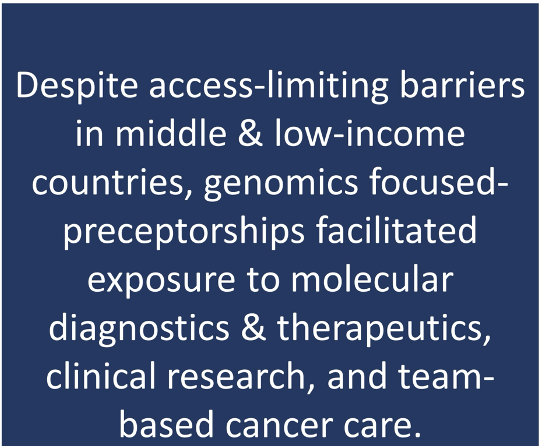 Despite access-limiting barriers
in middle & low-income
countries, genomics focused-
preceptorships facilitated
exposure to molecular
diagnostics & therapeutics,
clinical research, and team-
based cancer care.